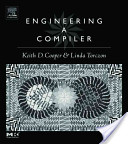 ENGINEERING
A
COMPILER
Keith D Cooper & Linda Torczon